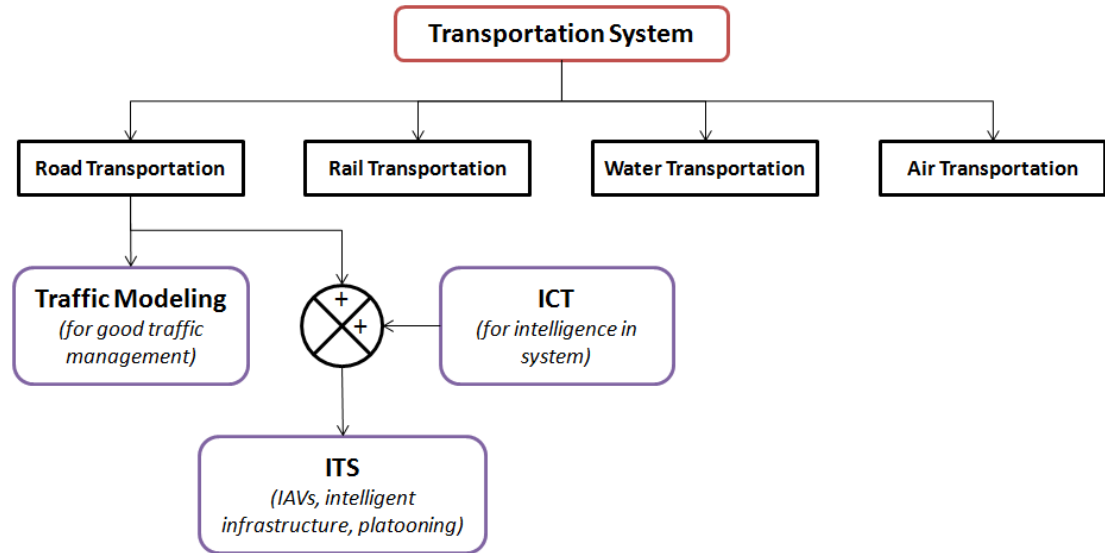 Transportation System
Road Transportation
Rail Transportation
Water Transportation
Air Transportation
Traffic Modeling
(for good traffic
management)
+
+
ICT
(for intelligence in
system)
ITS
(IAVs, intelligent
infrastructure, platooning)